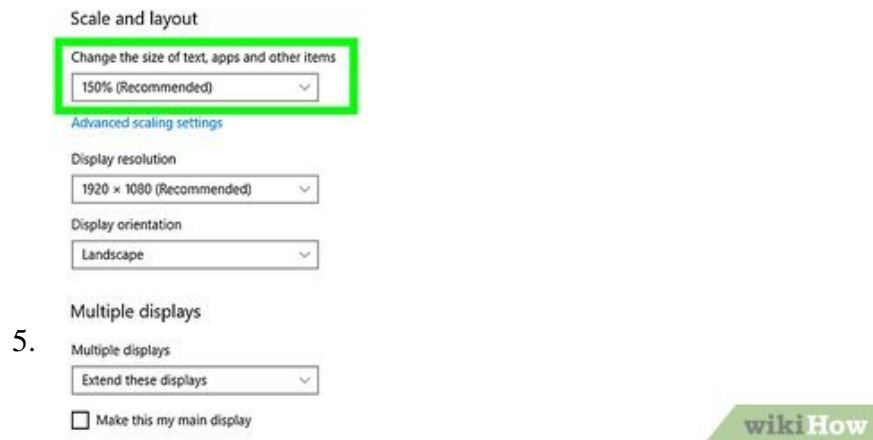 Scale and layout
Change the size of text, apps and other items
150% (Recommended)
Advanced scaling settings
Display resolution
1920 × 1080 (Recommended)
Display orientation
Landscape
Multiple displays
5.
Multiple displays
Extend these displays
Make this my main display
wikiHow